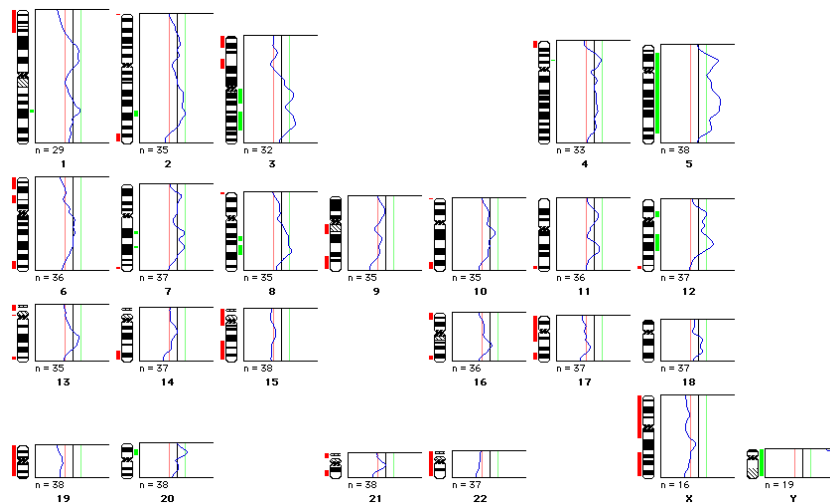 n = 29
n = 35
n = 32
n = 33
n = 38
1
2
3
4
5
n = 36
n = 37
n = 35
n = 35
n = 35
n = 36
n = 37
6
7
8
9
10
11
12
n = 35
n = 37
n = 38
n = 36
n = 37
n = 37
13
14
15
16
17
18
n = 38
n = 38
n = 38
n = 37
n = 16
n = 19
19
20
21
22
X
Y